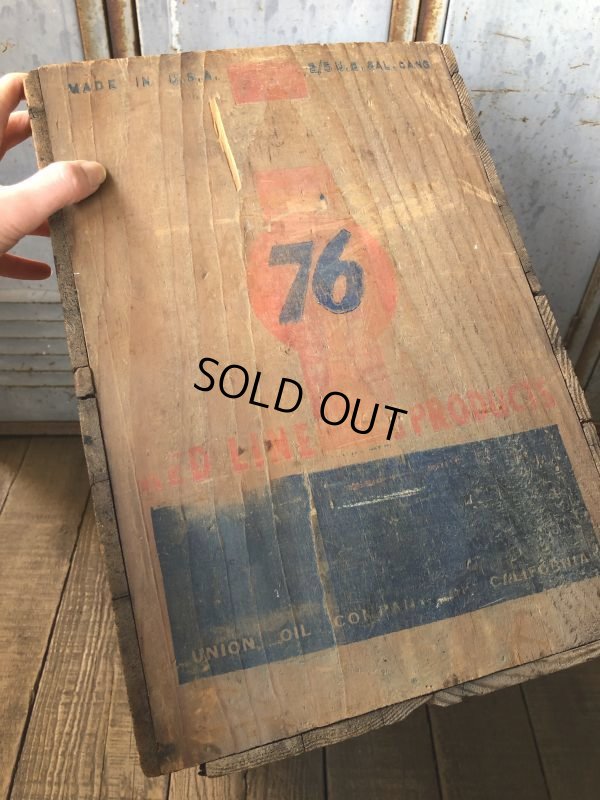 MADE IN U.S.A.
2/5 U.S. GAL. CANS
76
SOLD OUT
RED LINE PRODUCTS
UNION OIL COMPANY OF CALIFORNIA